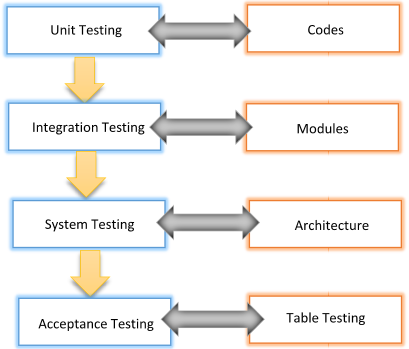 Unit Testing
Codes
Integration Testing
Modules
System Testing
Architecture
Acceptance Testing
Table Testing